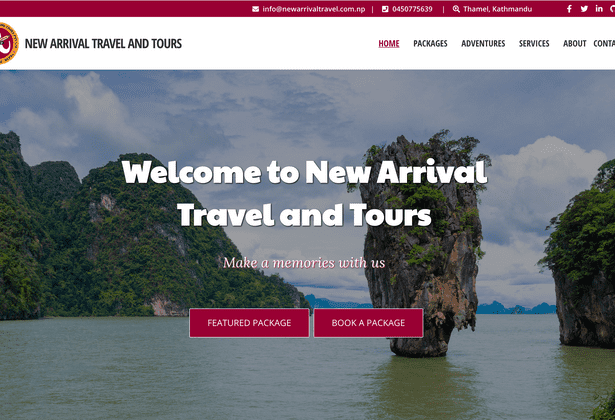 info@newarrivaltravel.com.np | 0450775639 | Thamel, Kathmandu
NEW ARRIVAL TRAVEL AND TOURS
HOME PACKAGES ADVENTURES SERVICES ABOUT CONTA
Welcome to New Arrival
Travel and Tours
Make a memories with us
FEATURED PACKAGE BOOK A PACKAGE